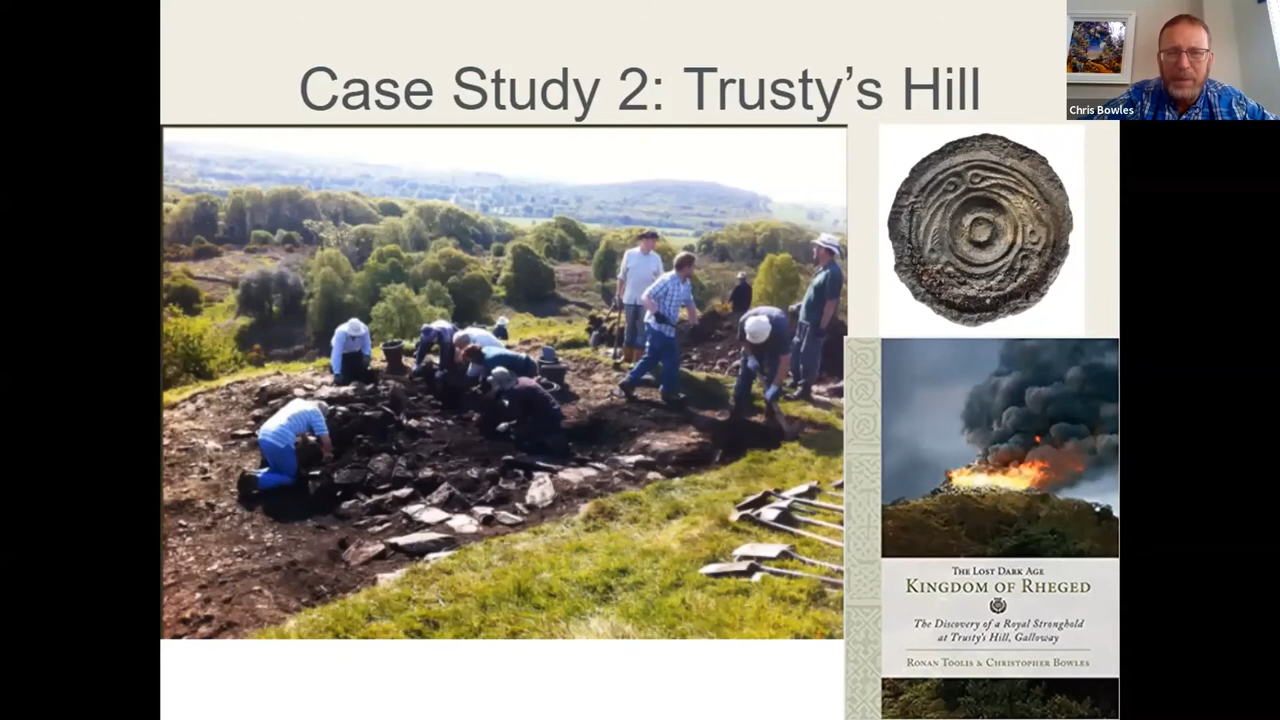 Case Study 2: Trusty's Hill
Chris Bowles
The Lost Dark Age
Kingdom of Rheged
The Discovery of a Royal Stronghold
at Trusty's Hill, Galloway
Ronan Toolis & Christopher Bowles